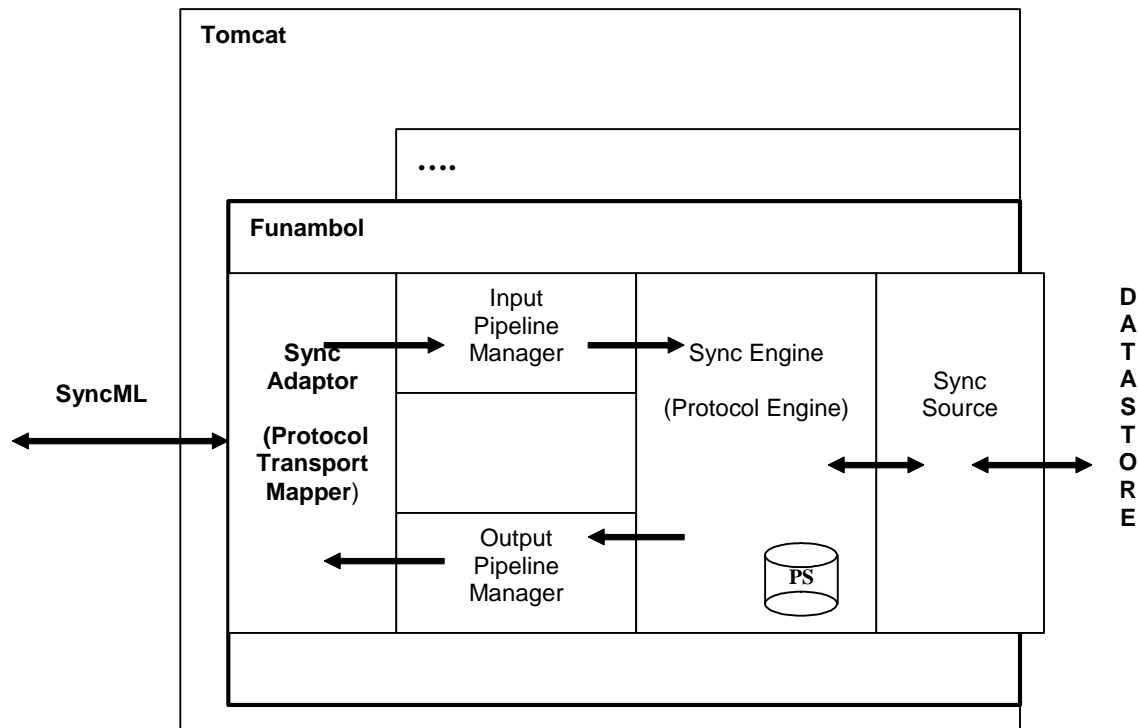 Tomcat
....
Funambol
Input
Pipeline
Manager
Sync
Adaptor
(Protocol
Transport
Mapper)
Sync Engine
(Protocol Engine)
Sync
Source
SyncML
Output
Pipeline
Manager
PS
D
A
T
A
S
T
O
R
E